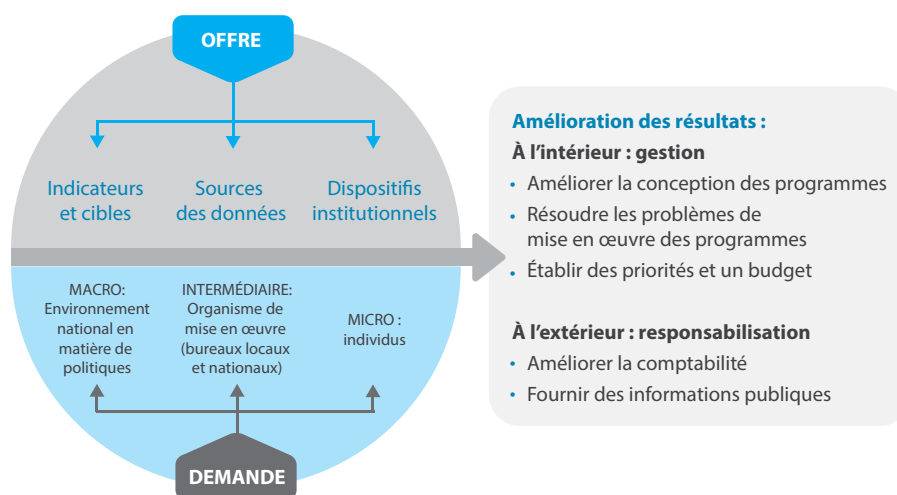 OFFRE
Indicateurs
et cibles
Sources
des données
Dispositifs
institutionnels
MACRO:
Environnement
national en
matière de
politiques
INTERMÉDIAIRE:
Organisme de
mise en œuvre
(bureaux locaux
et nationaux)
MICRO :
individus
DEMANDE
Amélioration des résultats :
À l'intérieur : gestion
• Améliorer la conception des programmes
• Résoudre les problèmes de
mise en œuvre des programmes
• Établir des priorités et un budget
À l'extérieur : responsabilisation
• Améliorer la comptabilité
• Fournir des informations publiques